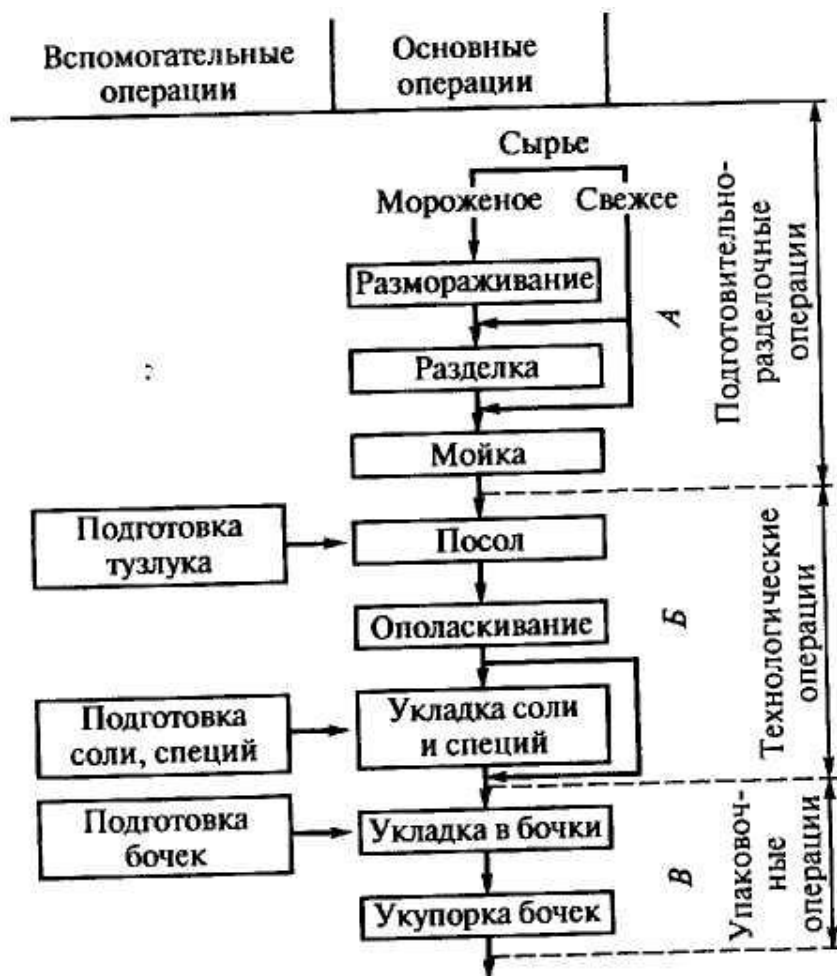 Вспомогательные
операции
Основные
операции
Сырье
Мороженое
Свежее
Размораживание
Разделка
Мойка
А
Подготовительно-
разделочные
операции
Подготовка
тузлука
Посол
Ополаскивание
Подготовка
соли, специй
Укладка соли
и специй
Б
Технологические
операции
Подготовка
бочек
Укладка в бочки
Укупорка бочек
В
Упаковоч-
ные
операции